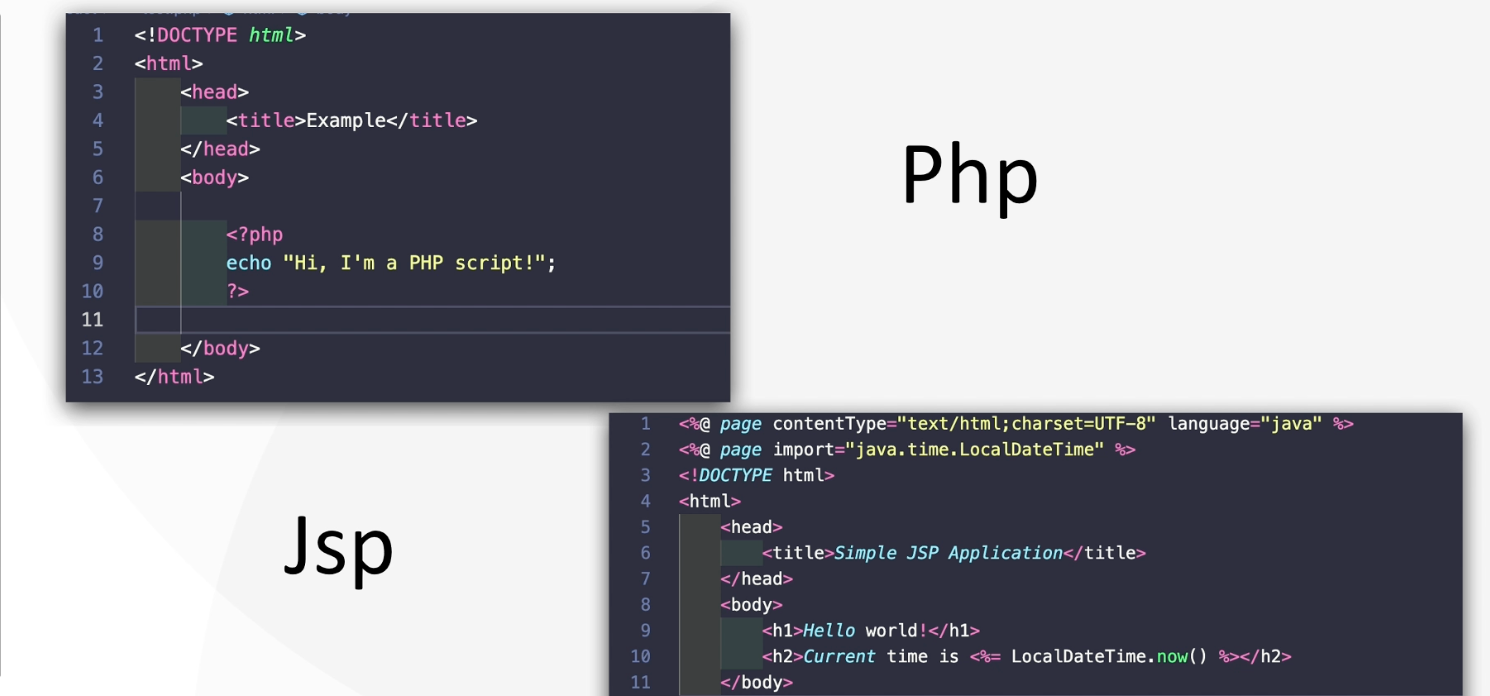 1 <!DOCTYPE html>
2 <html>
3 <head>
4 <title>Example</title>
5 </head>
6 <body>
7
8 <?php
9 echo "Hi, I'm a PHP script!";
10 ?>
11
12 </body>
13 </html>
Php
Jsp
1 <%@ page contentType="text/html;charset=UTF-8" language="java" %>
2 <%@ page import="java.time.LocalDateTime" %>
3 <!DOCTYPE html>
4 <html>
5 <head>
6 <title>Simple JSP Application</title>
7 </head>
8 <body>
9 <h1>Hello world!</h1>
10 <h2>Current time is <%= LocalDateTime.now() %></h2>
11 </body>